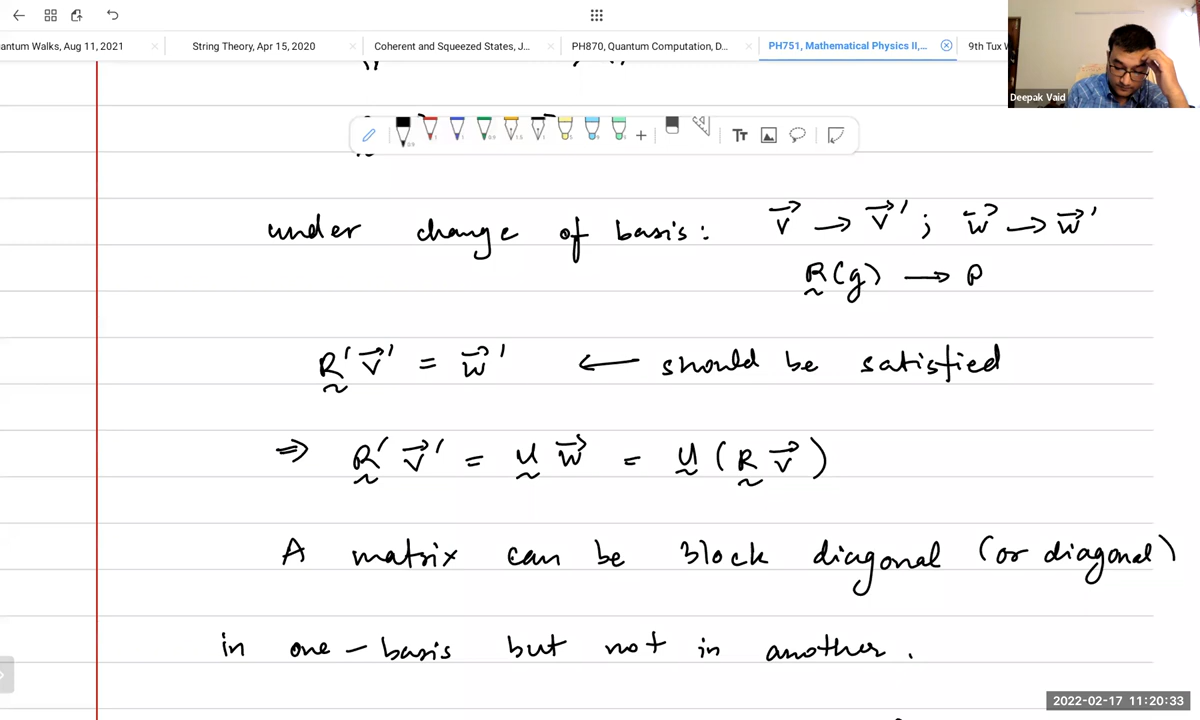 antum Walks, Aug 11, 2021 String Theory, Apr 15, 2020 Coherent and Squeezed States, J... PH870, Quantum Computation, D... PH751, Mathematical Physics II,... 9th Tux W
Deepak Vaid
Tт
under change of basis: v⃗ → v⃗ ′ ; w⃗ → w⃗ ′
R(g) → P
R′ v⃗ ′ = w⃗ ′ ← should be satisfied
⇒ R′ v⃗ ′ = U w⃗ = U ( R v⃗ )
A matrix can be block diagonal (or diagonal)
in one - basis but not in another .
2022-02-17 11:20:33